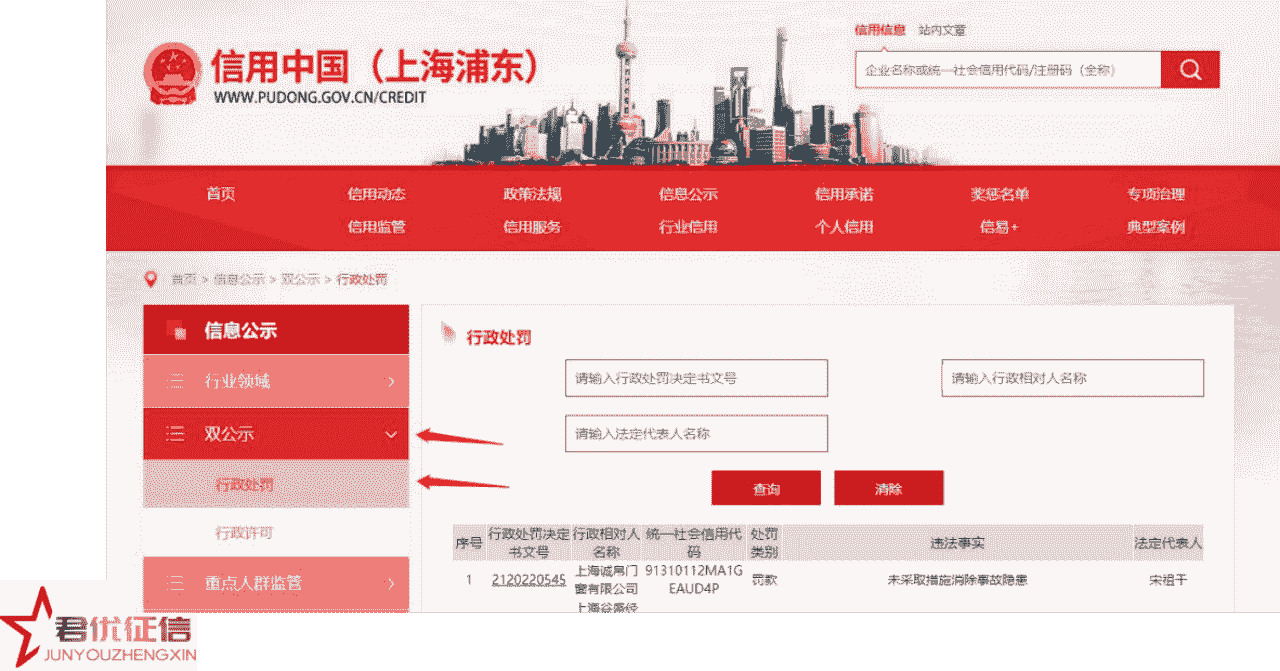 信用信息 站内文章
信用中国（上海浦东）
WWW.PUDONG.GOV.CN/CREDIT
企业名称或统一社会信用代码/注册码（全称）
首页 信用动态 政策法规 信息公示 信用承诺 奖惩名单 专项治理
信用监管 信用服务 行业信用 个人信用 信易+ 典型案例
首页 > 信息公示 > 双公示 > 行政处罚
信息公示
行业领域
双公示
行政处罚
行政许可
重点人群监管
行政处罚
请输入行政处罚决定书文号
请输入行政相对人名称
请输入法定代表人名称
查询 清除
序号 行政处罚决定 行政相对人 统一社会信用代 处罚 违法事实 法定代表人
书文号 名称 码 类别
1 2120220545 上海诚帛门 91310112MA1G 罚款 未采取措施消除事故隐患
窗有限公司 EAUD4P
君优征信
JUNYOUZHENGXIN